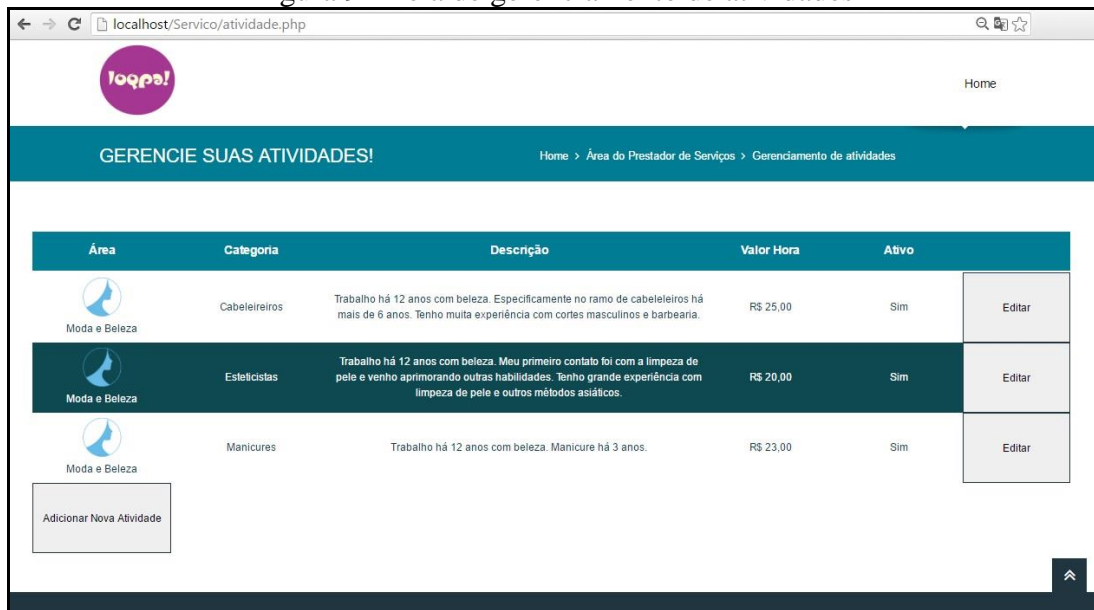 localhost/Servico/atividade.php
Home
GERENCIE SUAS ATIVIDADES!
Home > Área do Prestador de Serviços > Gerenciamento de atividades
Área Categoria Descrição Valor Hora Ativo
Moda e Beleza
Cabeleireiros
Trabalho há 12 anos com beleza. Especificamente no ramo de cabeleleiros há
mais de 6 anos. Tenho muita experiência com cortes masculinos e barbearia.
R$ 25,00
Sim
Editar
Moda e Beleza
Esteticistas
Trabalho há 12 anos com beleza. Meu primeiro contato foi com a limpeza de
pele e venho aprimorando outras habilidades. Tenho grande experiência com
limpeza de pele e outros métodos asiáticos.
R$ 20,00
Sim
Editar
Moda e Beleza
Manicures
Trabalho há 12 anos com beleza. Manicure há 3 anos.
R$ 23,00
Sim
Editar
Adicionar Nova Atividade